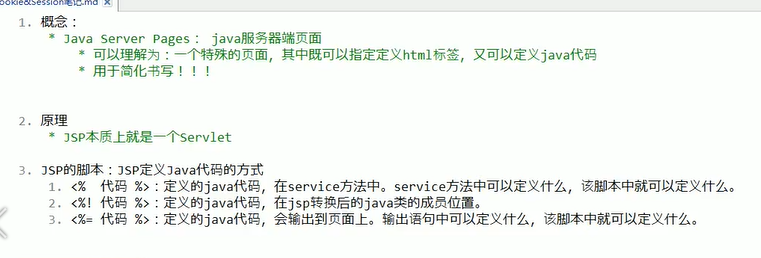 ookie&Session笔记.md
1. 概念：
* Java Server Pages： java服务器端页面
* 可以理解为：一个特殊的页面，其中既可以指定定义html标签，又可以定义java代码
* 用于简化书写！！！
2. 原理
* JSP本质上就是一个Servlet
3. JSP的脚本：JSP定义Java代码的方式
1. <%  代码 %>：定义的java代码，在service方法中。service方法中可以定义什么，该脚本中就可以定义什么。
2. <%! 代码 %>：定义的java代码，在jsp转换后的java类的成员位置。
3. <%= 代码 %>：定义的java代码，会输出到页面上。输出语句中可以定义什么，该脚本中就可以定义什么。